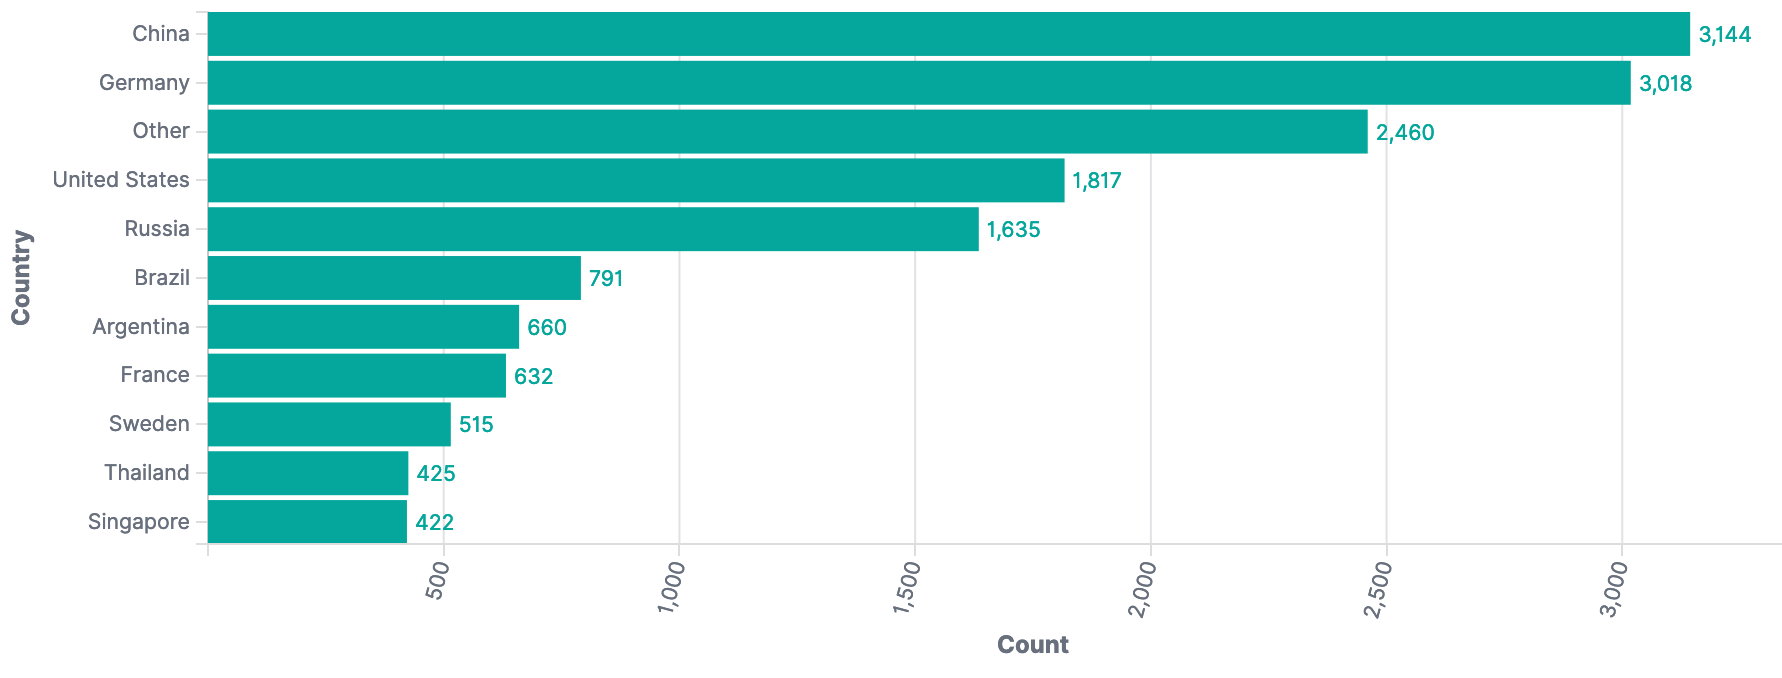 China
3,144
Germany
3,018
Other
2,460
United States
1,817
Russia
1,635
Brazil
791
Argentina
660
France
632
Sweden
515
Thailand
425
Singapore
422
Country
500
1,000
1,500
2,000
2,500
3,000
Count